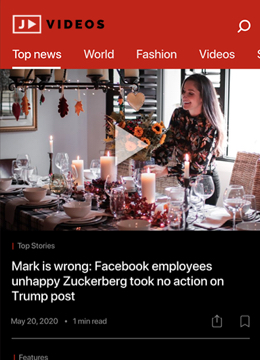 J VIDEOS
Top news World Fashion Videos S
Top Stories
Mark is wrong: Facebook employees
unhappy Zuckerberg took no action on
Trump post
May 20, 2020 • 1 min read
Features